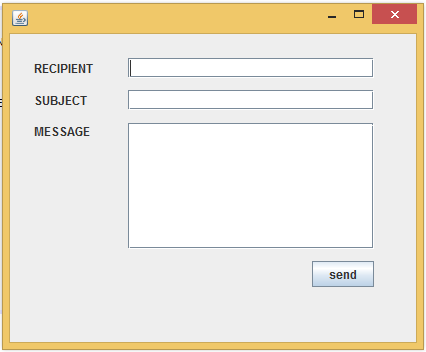 RECIPIENT
SUBJECT
MESSAGE
send